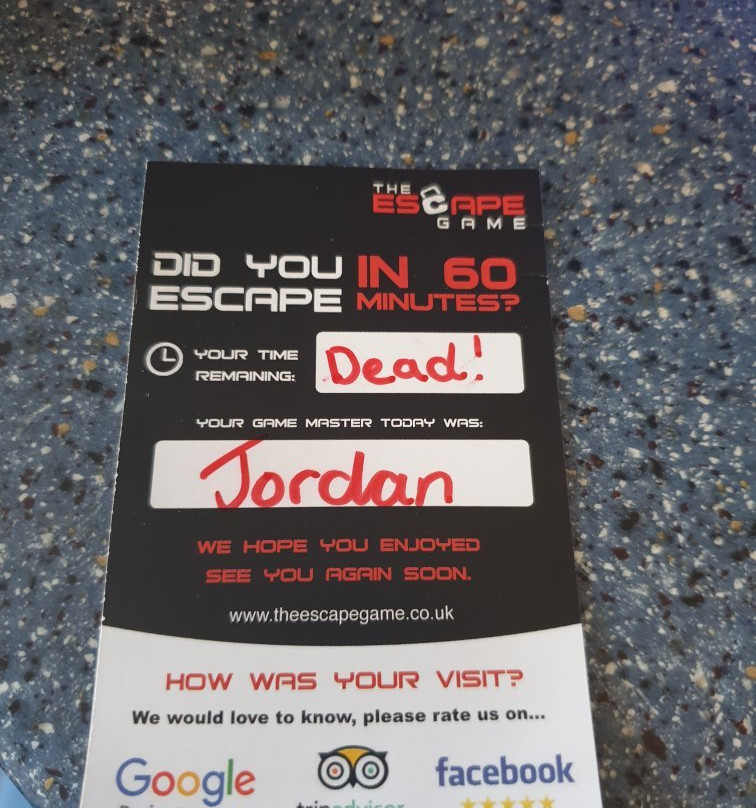 THE
ESCAPE
GAME
DID YOU IN 60
ESCAPE MINUTES?
YOUR TIME
REMAINING: Dead!
YOUR GAME MASTER TODAY WAS:
Jordan
WE HOPE YOU ENJOYED
SEE YOU AGAIN SOON.
www.theescapegame.co.uk
HOW WAS YOUR VISIT?
We would love to know, please rate us on...
Google facebook
tripadvisor